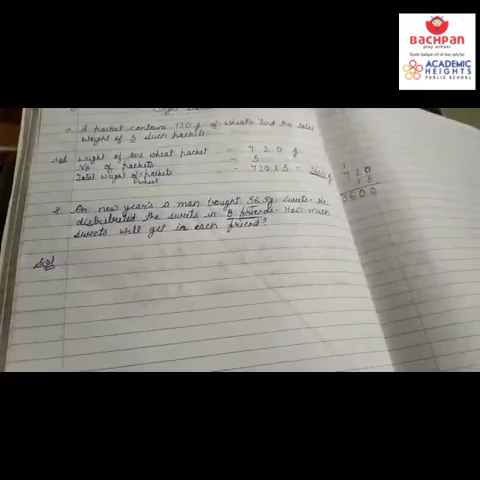 BACHPAN
play school
ACADEMIC
HEIGHTS
PUBLIC SCHOOL
A packet contains 720 g of wheat. Find the total
weight of 5 such packets
Sol weight of one wheat packet - 720 g
No of packets - 5
Total weight of packets - 720 x 5 = 3600 g
wheat
1
720
x 5
3600
2 On new year's a man bought 56 kg sweets. He
distributed the sweets in 8 friends. How much
sweets will get in each friend?
Sol